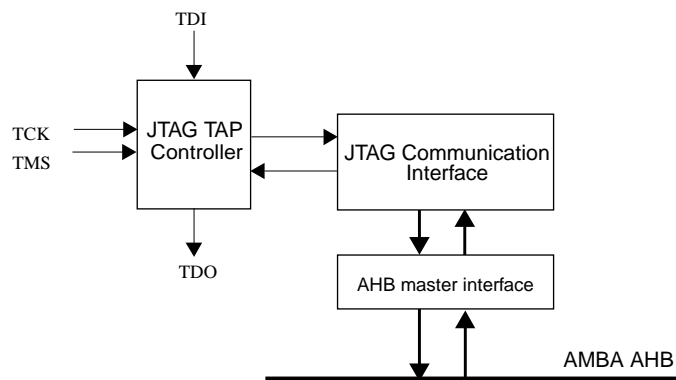 TDI
TCK
TMS
JTAG TAP
Controller
JTAG Communication
Interface
TDO
AHB master interface
AMBA AHB